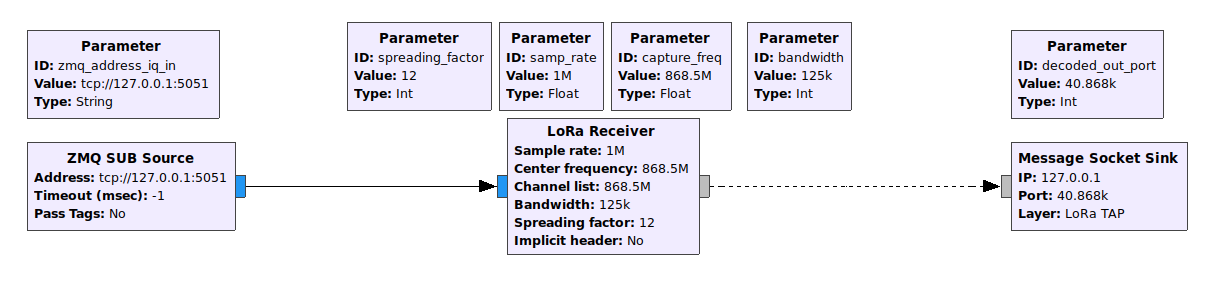 Parameter
ID: zmq_address_iq_in
Value: tcp://127.0.0.1:5051
Type: String
Parameter
ID: spreading_factor
Value: 12
Type: Int
Parameter
ID: samp_rate
Value: 1M
Type: Float
Parameter
ID: capture_freq
Value: 868.5M
Type: Float
Parameter
ID: bandwidth
Value: 125k
Type: Int
Parameter
ID: decoded_out_port
Value: 40.868k
Type: Int
ZMQ SUB Source
Address: tcp://127.0.0.1:5051
Timeout (msec): -1
Pass Tags: No
LoRa Receiver
Sample rate: 1M
Center frequency: 868.5M
Channel list: 868.5M
Bandwidth: 125k
Spreading factor: 12
Implicit header: No
Message Socket Sink
IP: 127.0.0.1
Port: 40.868k
Layer: LoRa TAP